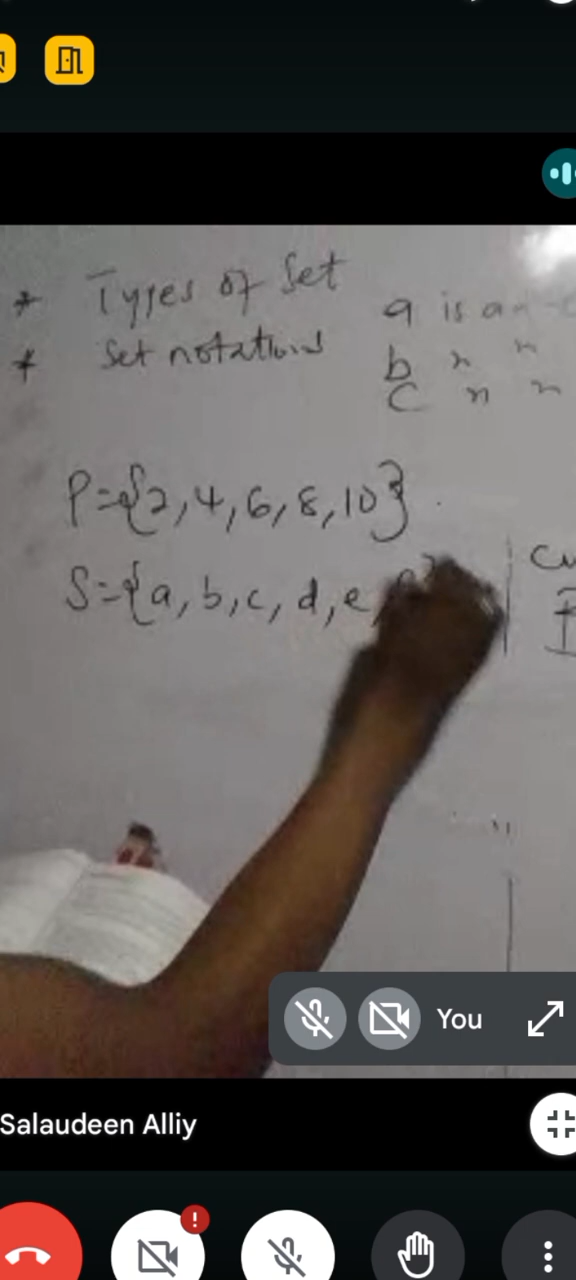 * Types of Set
* Set notations
a is an
b " "
c " "
P={2,4,6,8,10}.
S={a,b,c,d,e,
You
Salaudeen Alliy
!